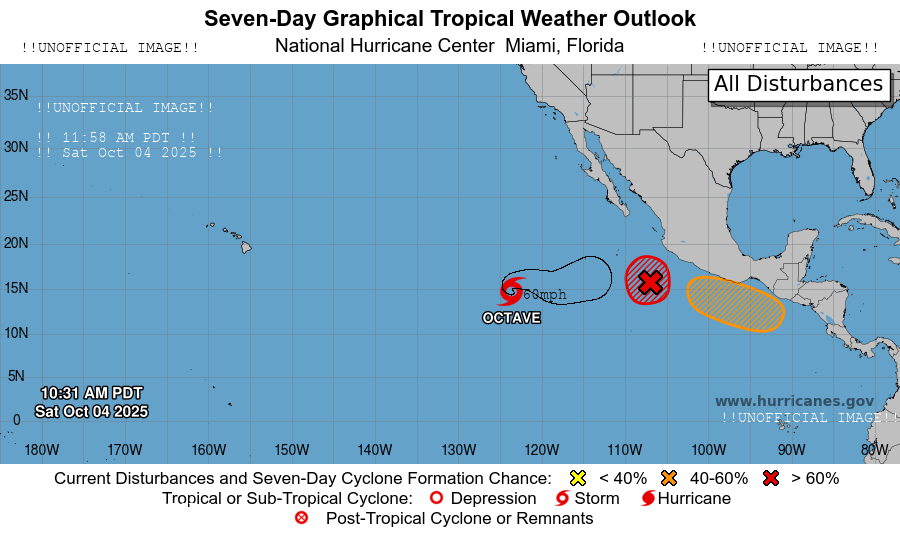 Seven-Day Graphical Tropical Weather Outlook
!!UNOFFICIAL IMAGE!! National Hurricane Center Miami, Florida !!UNOFFICIAL IMAGE!!
All Disturbances
35N
!!UNOFFICIAL IMAGE!!
!! 11:58 AM PDT !!
30N
!! Sat Oct 04 2025 !!
25N
20N
15N
60mph
OCTAVE
10N
5N
10:31 AM PDT
Sat Oct 04 2025
www.hurricanes.gov
!!UNOFFICIAL IMAGE!!
0
180W 170W 160W 150W 140W 130W 120W 110W 100W 90W 80W
Current Disturbances and Seven-Day Cyclone Formation Chance: < 40% 40-60% > 60%
Tropical or Sub-Tropical Cyclone: Depression Storm Hurricane
Post-Tropical Cyclone or Remnants